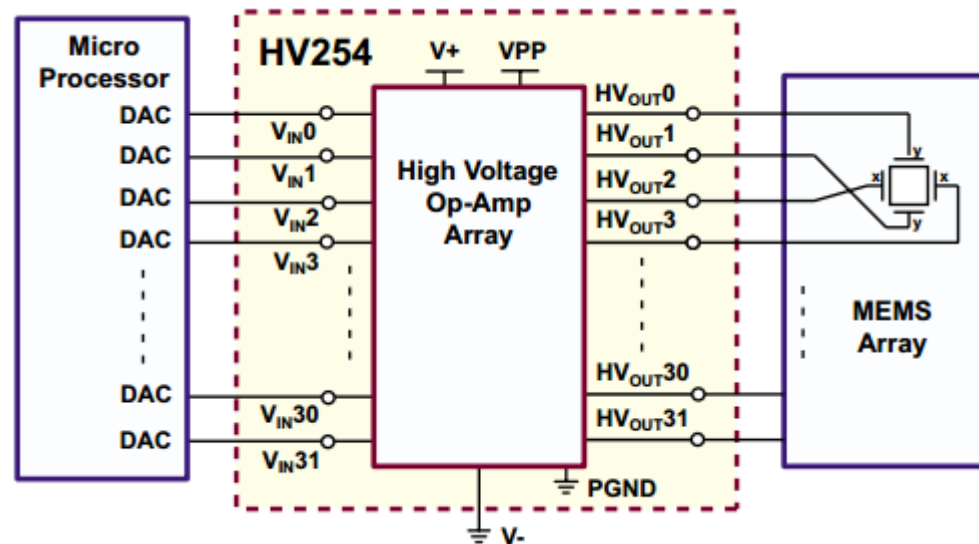 Micro
Processor
DAC
DAC
DAC
DAC
DAC
DAC
HV254
V+
VPP
VIN0
VIN1
VIN2
VIN3
VIN30
VIN31
High Voltage
Op-Amp
Array
HVOUT0
HVOUT1
HVOUT2
HVOUT3
HVOUT30
HVOUT31
PGND
V-
y
x
x
y
MEMS
Array